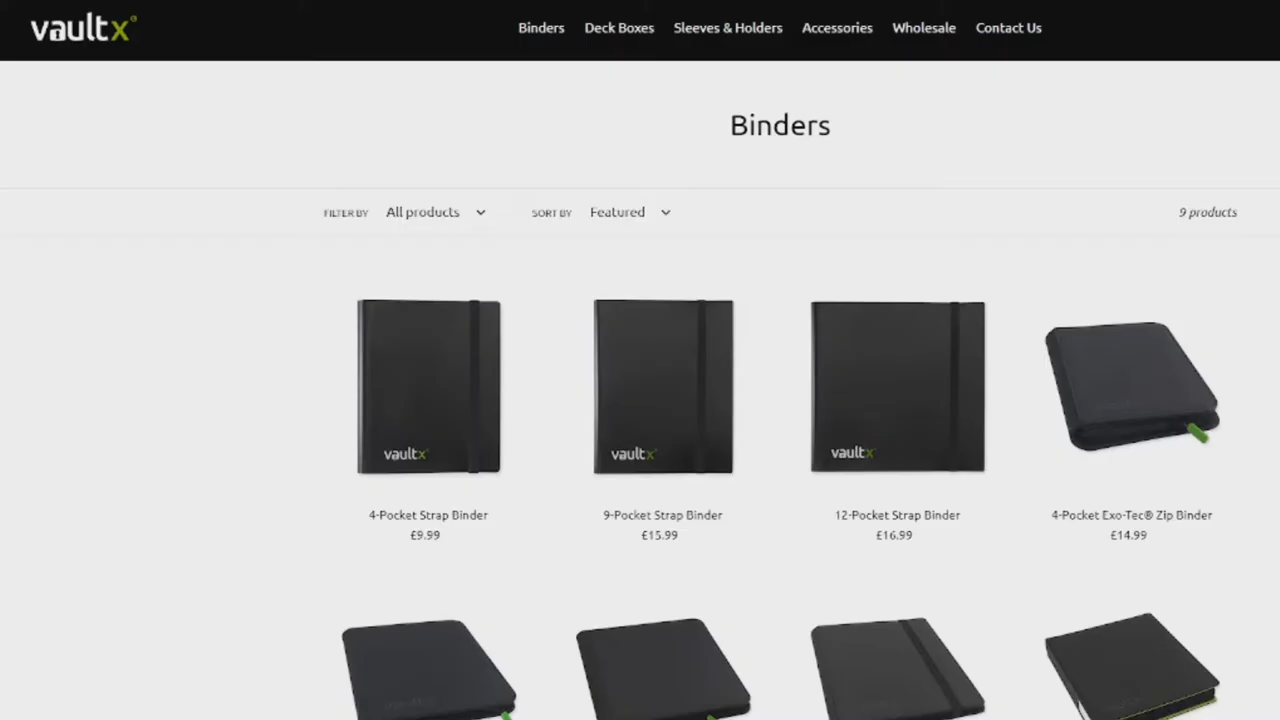 vaultx®
Binders Deck Boxes Sleeves & Holders Accessories Wholesale Contact Us
Binders
FILTER BY All products SORT BY Featured 9 products
vaultx vaultx vaultx
4-Pocket Strap Binder 9-Pocket Strap Binder 12-Pocket Strap Binder 4-Pocket Exo-Tec® Zip Binder
£9.99 £15.99 £16.99 £14.99